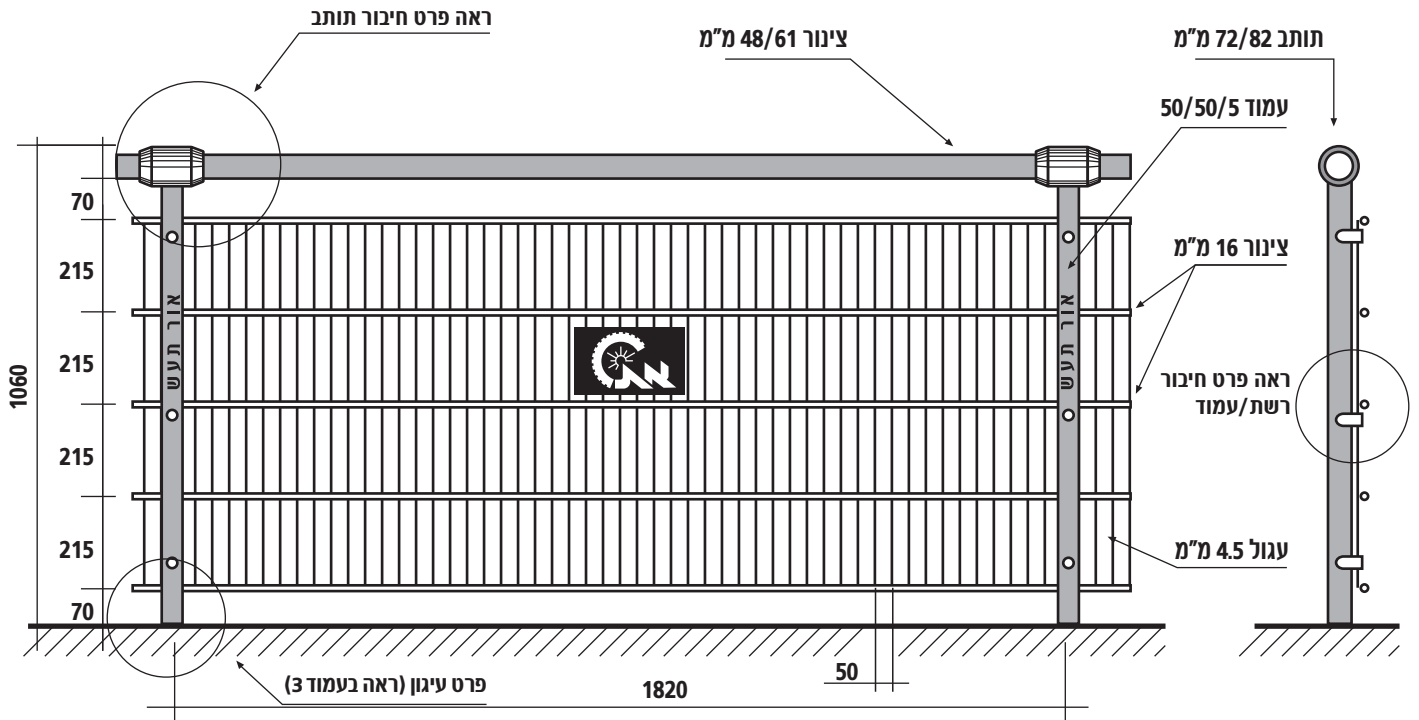 ראה פרט חיבור תותב
צינור 48/61 מ"מ
תותב 72/82 מ"מ
עמוד 50/50/5
צינור 16 מ"מ
ראה פרט חיבור
רשת/עמוד
עגול 4.5 מ"מ
1060
70
215
215
215
215
70
אור תעש
אור תעש
פרט עיגון (ראה בעמוד 3)
1820
50